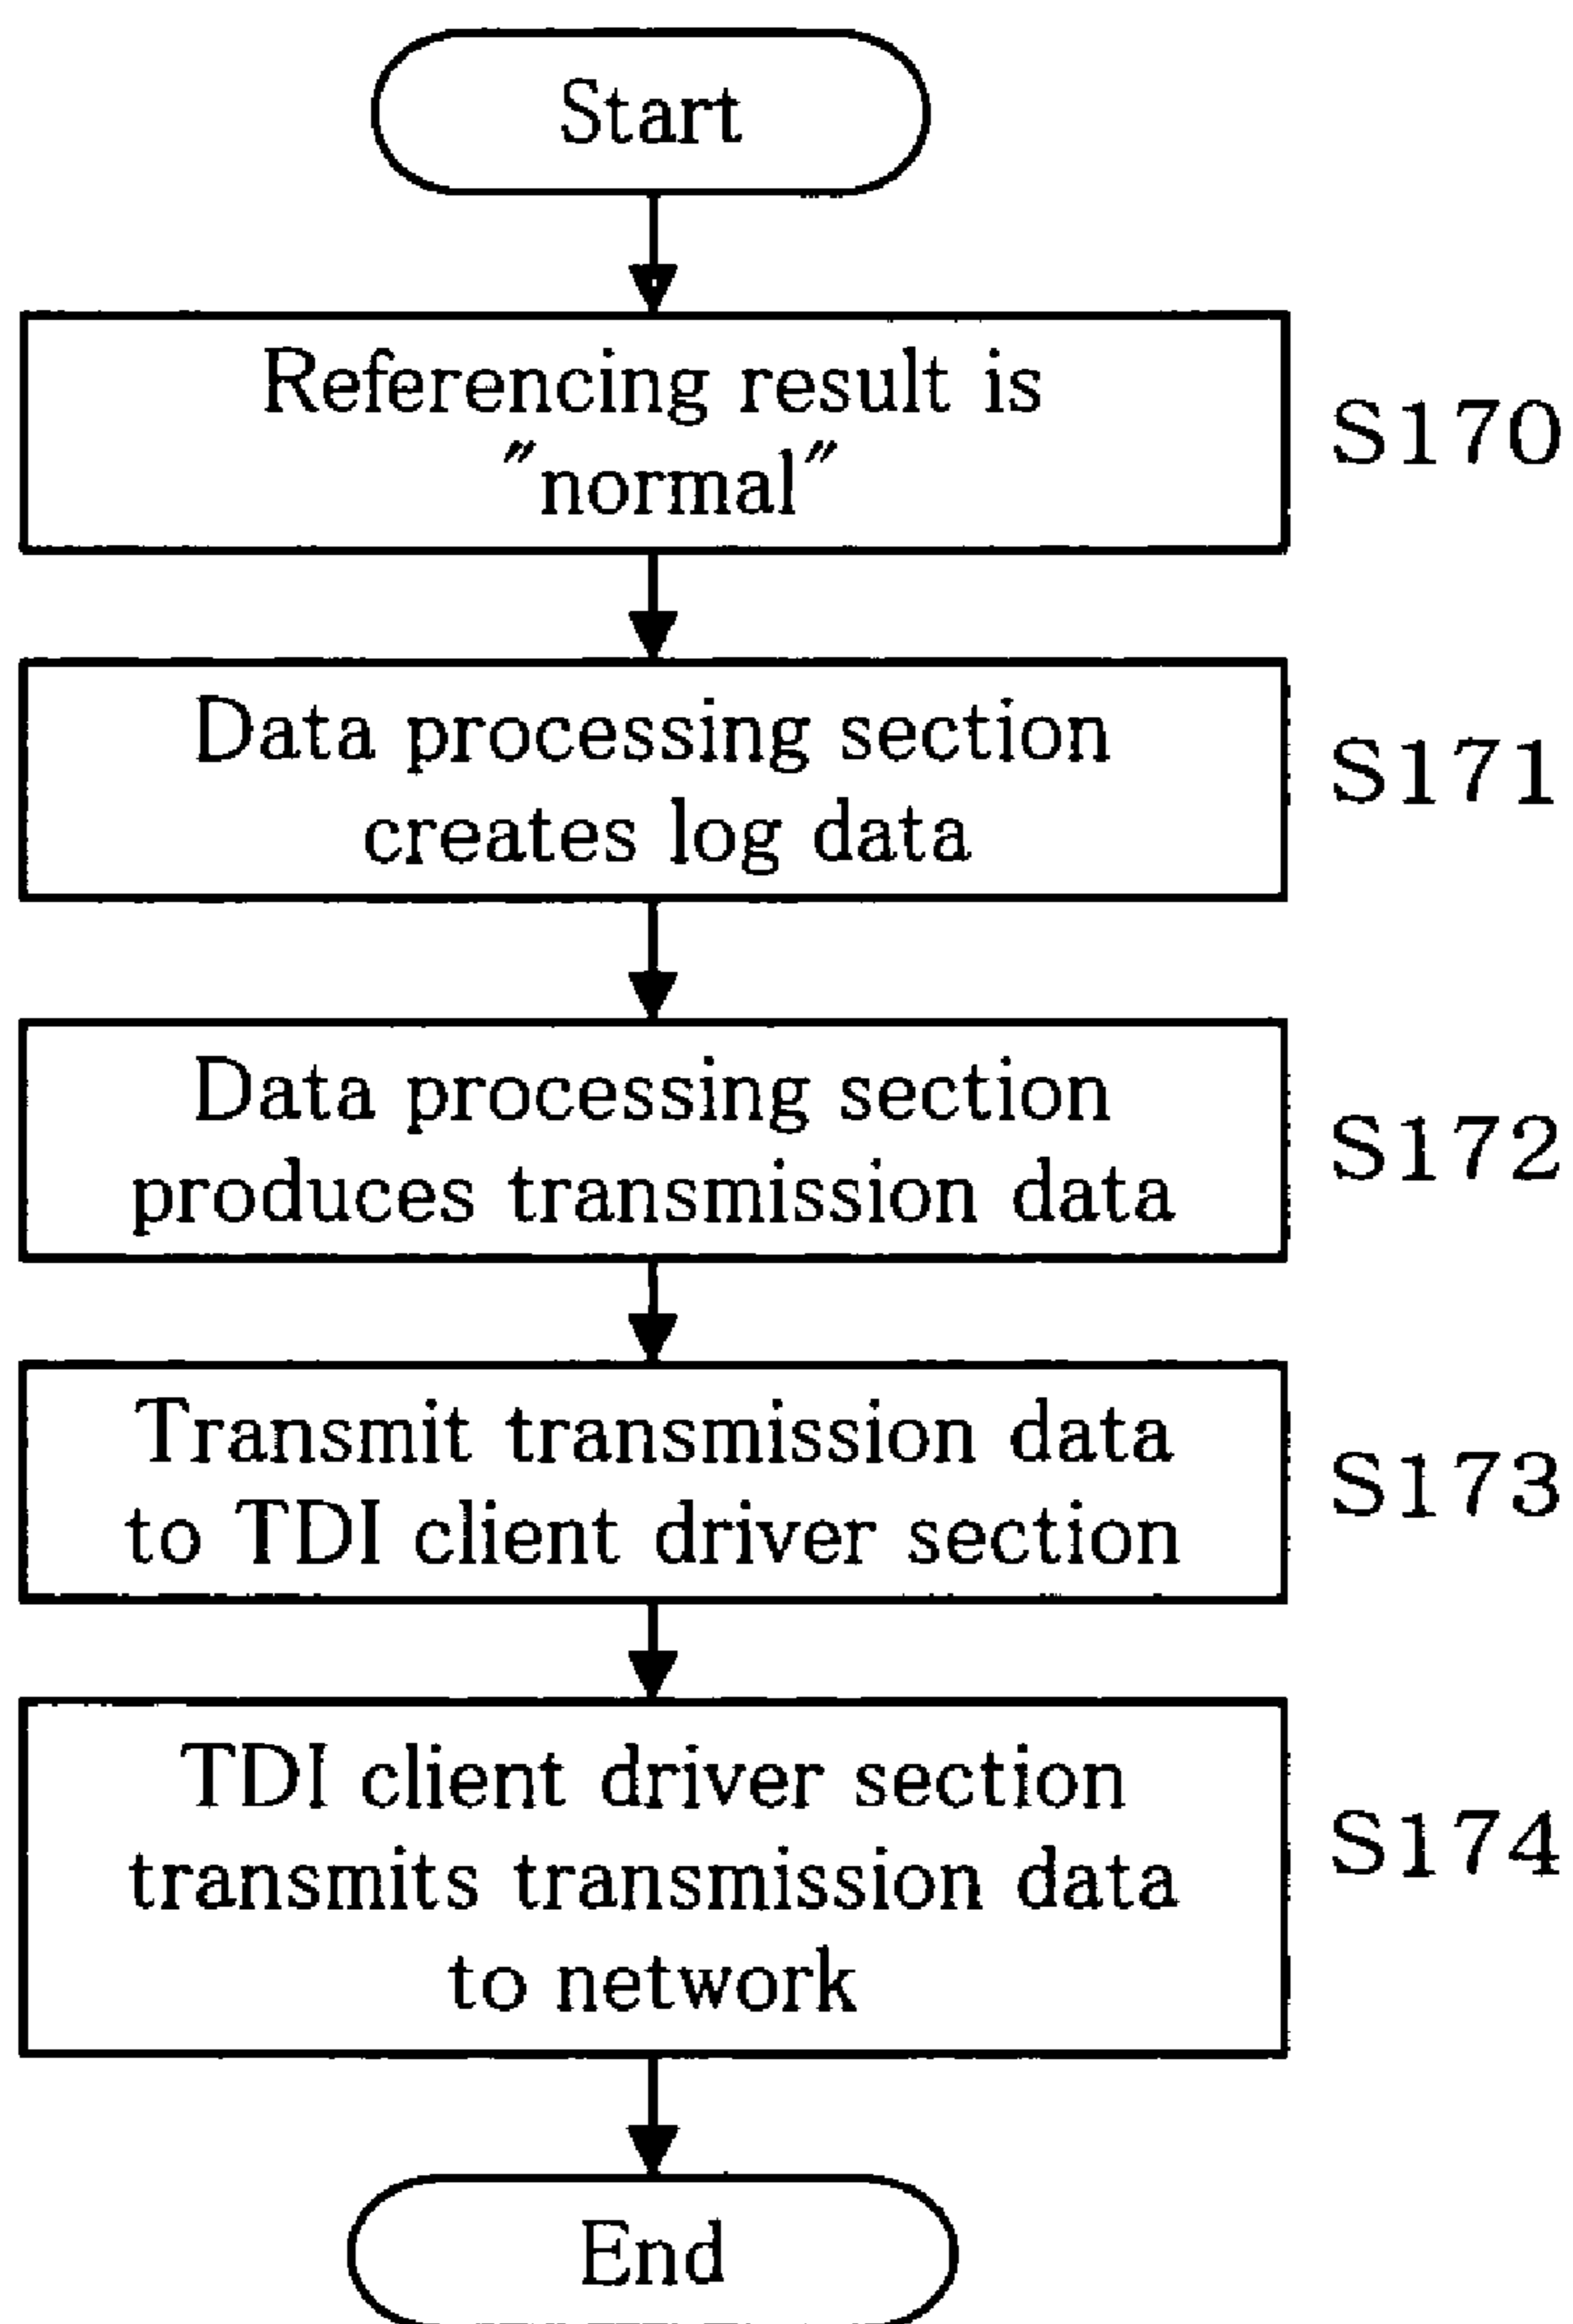 Start
Referencing result is
"normal"
S170
Data processing section
creates log data
S171
Data processing section
produces transmission data
S172
Transmit transmission data
to TDI client driver section
S173
TDI client driver section
transmits transmission data
to network
S174
End